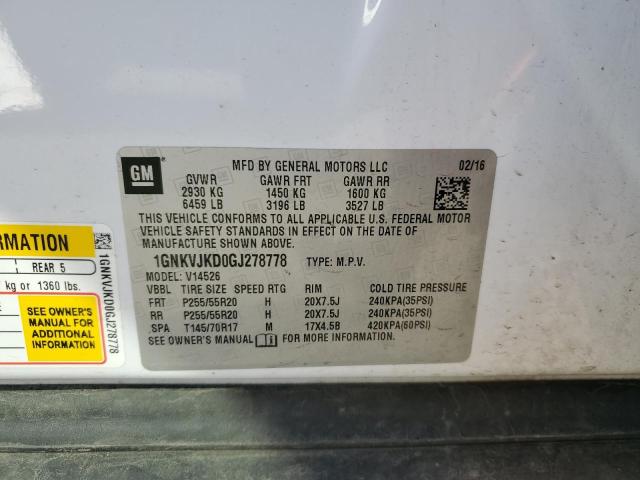 GM
MFD BY GENERAL MOTORS LLC 02/16
GVWR GAWR FRT GAWR RR
2930 KG 1450 KG 1600 KG
6459 LB 3196 LB 3527 LB
THIS VEHICLE CONFORMS TO ALL APPLICABLE U.S. FEDERAL MOTOR
VEHICLE SAFETY STANDARDS IN EFFECT ON THE DATE OF
MANUFACTURE SHOWN ABOVE.
1GNKVJKD0GJ278778 TYPE: M.P.V.
MODEL: V14526
VBBL TIRE SIZE SPEED RTG RIM COLD TIRE PRESSURE
FRT P255/55R20 H 20X7.5J 240KPA(35PSI)
RR P255/55R20 H 20X7.5J 240KPA(35PSI)
SPA T145/70R17 M 17X4.5B 420KPA(60PSI)
SEE OWNER'S MANUAL FOR MORE INFORMATION.
REAR 5
kg or 1360 lbs.
SEE OWNER'S
MANUAL FOR
ADDITIONAL
INFORMATION
1GNKVJKD0GJ278778